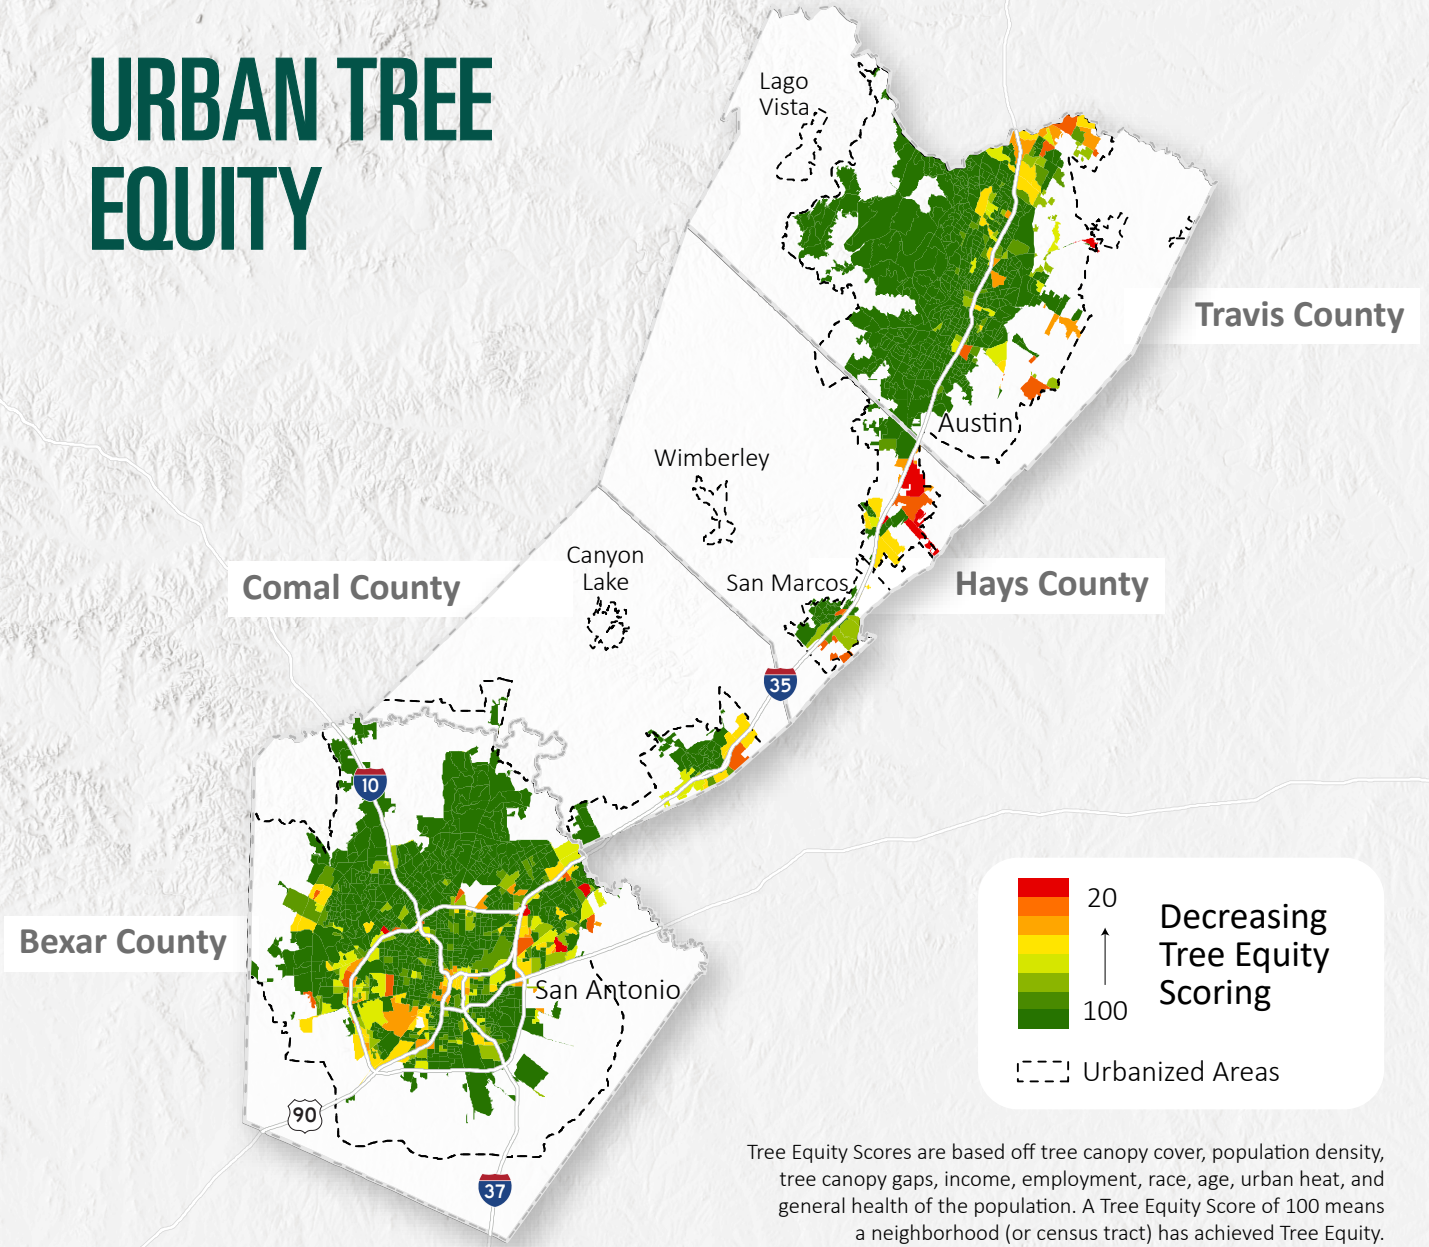 URBAN TREE
EQUITY
Lago
Vista
Travis County
Austin
Wimberley
Canyon
Lake
San Marcos
Comal County
Hays County
35
10
Bexar County
San Antonio
90
37
20
100
Decreasing
Tree Equity
Scoring
Urbanized Areas
Tree Equity Scores are based off tree canopy cover, population density,
tree canopy gaps, income, employment, race, age, urban heat, and
general health of the population. A Tree Equity Score of 100 means
a neighborhood (or census tract) has achieved Tree Equity.